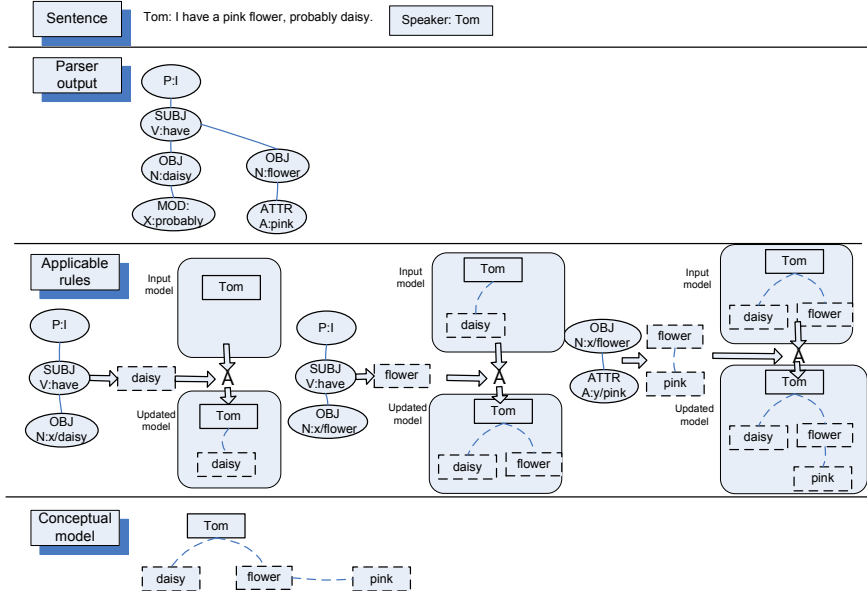 Sentence
Tom: I have a pink flower, probably daisy.
Speaker: Tom
Parser
output
P:I
SUBJ
V:have
OBJ
N:daisy
OBJ
N:flower
MOD:
X:probably
ATTR
A:pink
Applicable
rules
P:I
SUBJ
V:have
OBJ
N:x/daisy
daisy
Input
model
Tom
A
Updated
model
Tom
daisy
P:I
SUBJ
V:have
OBJ
N:x/flower
flower
Input
model
Tom
daisy
A
Updated
model
Tom
daisy
flower
OBJ
N:x/flower
ATTR
A:y/pink
flower
pink
Input
model
Tom
daisy
flower
A
Updated
model
Tom
daisy
flower
pink
Conceptual
model
Tom
daisy
flower
pink